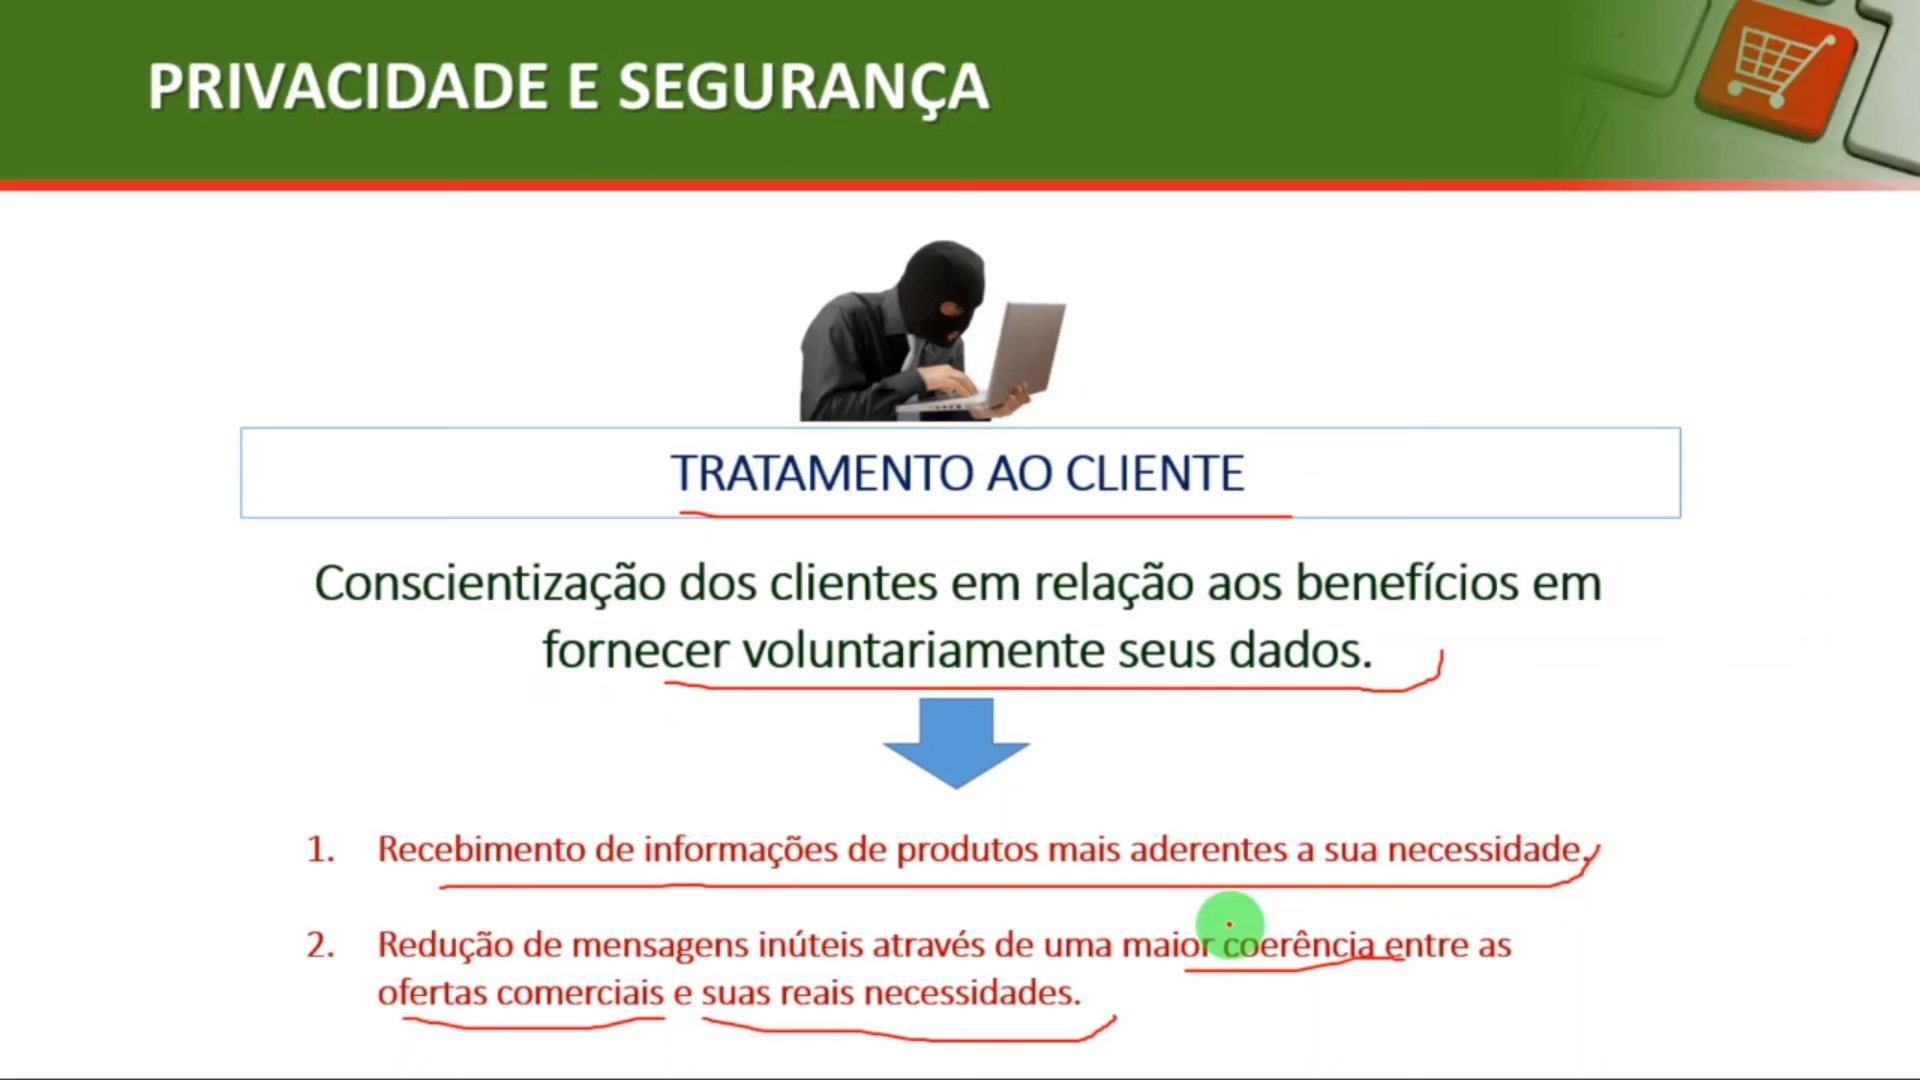 PRIVACIDADE E SEGURANÇA
TRATAMENTO AO CLIENTE
Conscientização dos clientes em relação aos benefícios em
fornecer voluntariamente seus dados.
1. Recebimento de informações de produtos mais aderentes a sua necessidade.
2. Redução de mensagens inúteis através de uma maior coerência entre as
ofertas comerciais e suas reais necessidades.